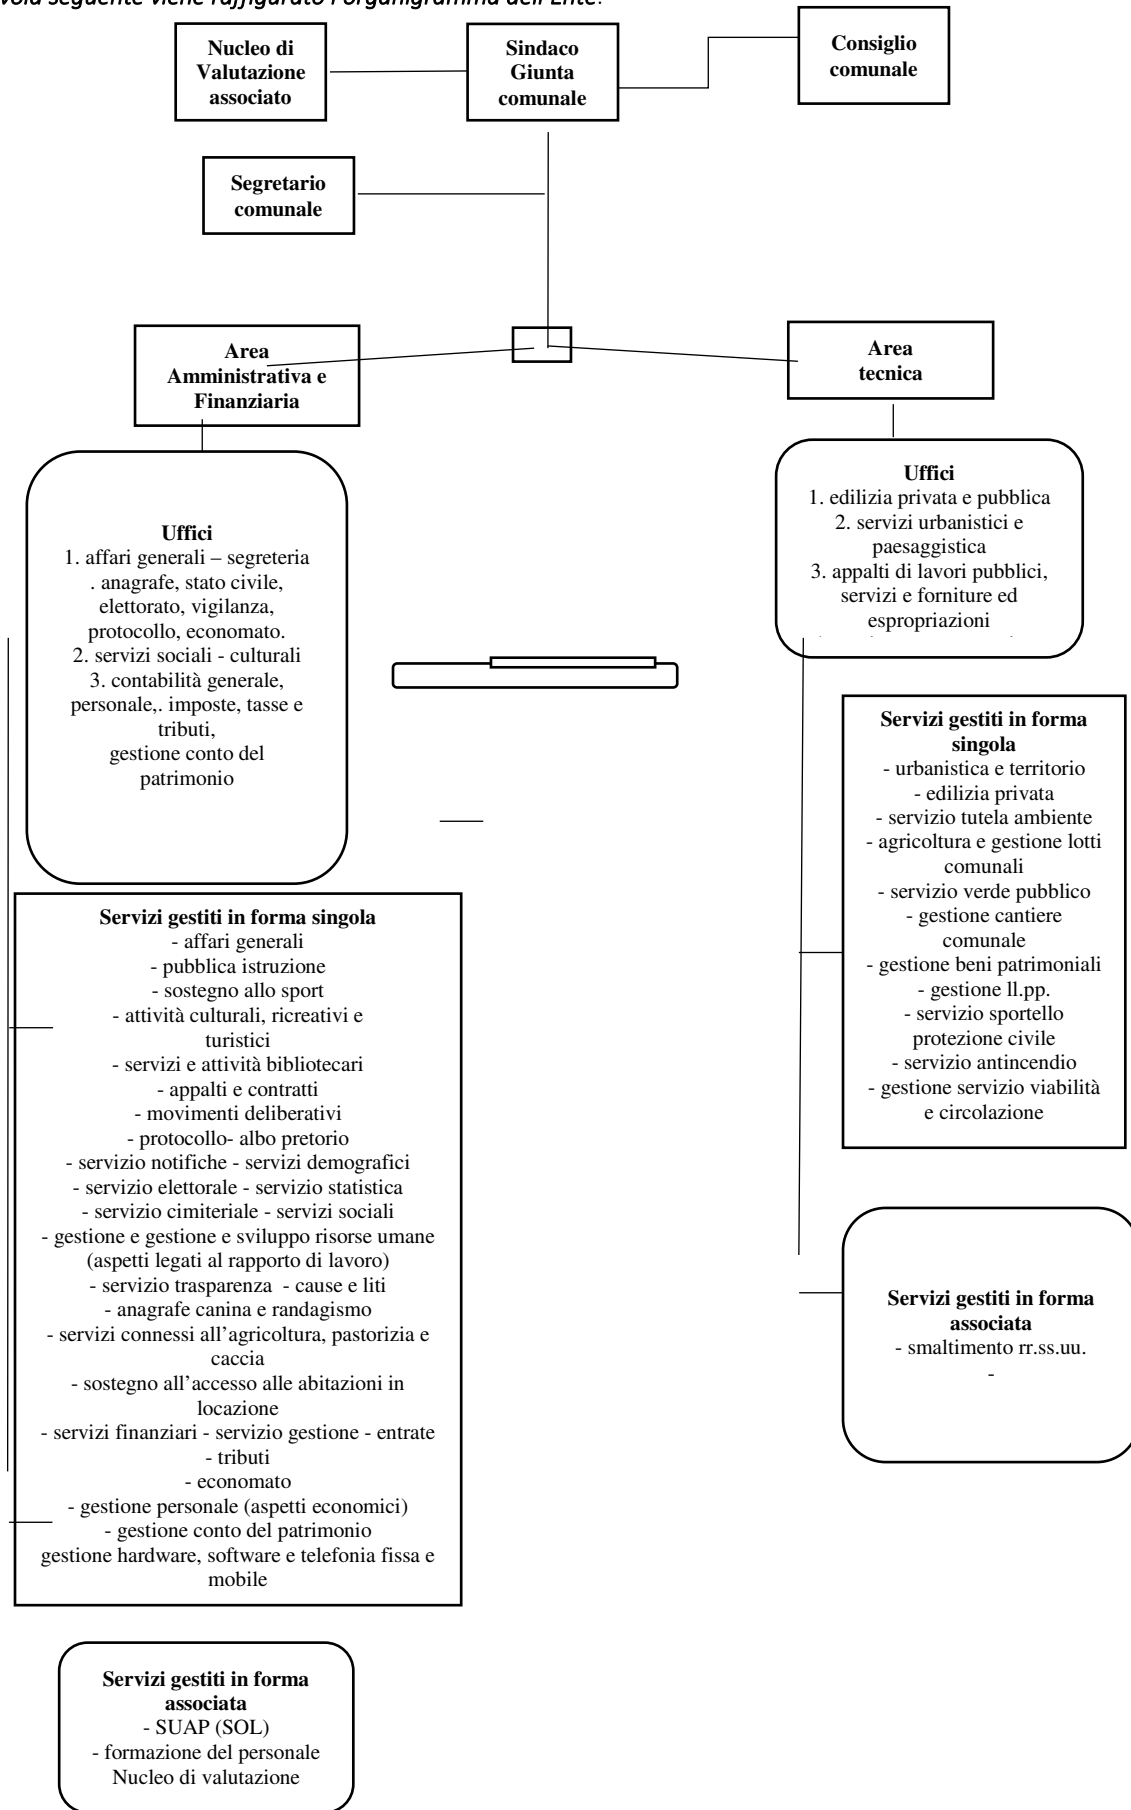 seguente viene raffigurato l'organigramma dell'Ente.
Nucleo di
Valutazione
associato
Sindaco
Giunta
comunale
Consiglio
comunale
Segretario
comunale
Area
Amministrativa e
Finanziaria
Area
tecnica
Uffici
1. affari generali – segreteria
. anagrafe, stato civile,
elettorato, vigilanza,
protocollo, economato.
2. servizi sociali - culturali
3. contabilità generale,
personale,. imposte, tasse e
tributi,
gestione conto del
patrimonio
Uffici
1. edilizia privata e pubblica
2. servizi urbanistici e
paesaggistica
3. appalti di lavori pubblici,
servizi e forniture ed
espropriazioni
Servizi gestiti in forma singola
- affari generali
- pubblica istruzione
- sostegno allo sport
- attività culturali, ricreativi e
turistici
- servizi e attività bibliotecari
- appalti e contratti
- movimenti deliberativi
- protocollo- albo pretorio
- servizio notifiche - servizi demografici
- servizio elettorale - servizio statistica
- servizio cimiteriale - servizi sociali
- gestione e gestione e sviluppo risorse umane
(aspetti legati al rapporto di lavoro)
- servizio trasparenza  - cause e liti
- anagrafe canina e randagismo
- servizi connessi all'agricoltura, pastorizia e
caccia
- sostegno all'accesso alle abitazioni in
locazione
- servizi finanziari - servizio gestione - entrate
- tributi
- economato
- gestione personale (aspetti economici)
- gestione conto del patrimonio
gestione hardware, software e telefonia fissa e
mobile
Servizi gestiti in forma
singola
- urbanistica e territorio
- edilizia privata
- servizio tutela ambiente
- agricoltura e gestione lotti
comunali
- servizio verde pubblico
- gestione cantiere
comunale
- gestione beni patrimoniali
- gestione ll.pp.
- servizio sportello
protezione civile
- servizio antincendio
- gestione servizio viabilità
e circolazione
Servizi gestiti in forma
associata
- smaltimento rr.ss.uu.
-
Servizi gestiti in forma
associata
- SUAP (SOL)
- formazione del personale
Nucleo di valutazione